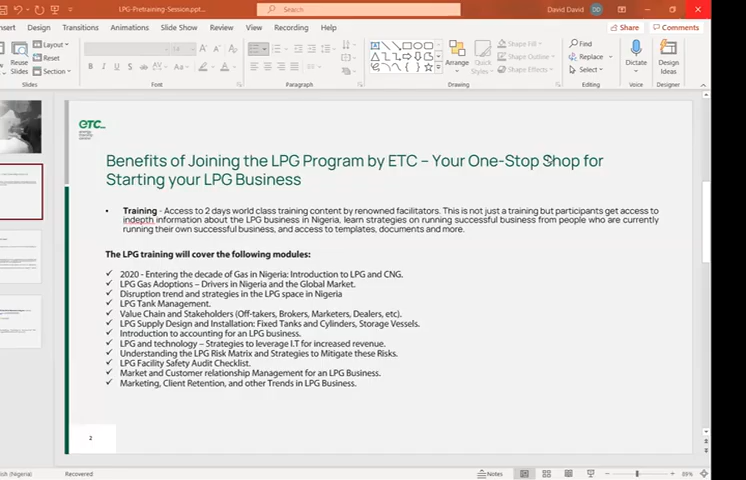 LPG-Pretraining-Session.ppt...
Search
David David
DD
nsert
Design
Transitions
Animations
Slide Show
Review
View
Recording
Help
Share
Comments
Layout
Reset
Section
Reuse
Slides
Find
Replace
Select
Arrange
Quick
Styles
Shape Fill
Shape Outline
Shape Effects
Dictate
Design
Ideas
Slides
Font
Paragraph
Drawing
Editing
Voice
Designer
eTC
Benefits of Joining the LPG Program by ETC – Your One-Stop Shop for
Starting your LPG Business
• Training - Access to 2 days world class training content by renowned facilitators. This is not just a training but participants get access to
indepth information about the LPG business in Nigeria, learn strategies on running successful business from people who are currently
running their own successful business, and access to templates, documents and more.
The LPG training will cover the following modules:
✓ 2020 - Entering the decade of Gas in Nigeria: Introduction to LPG and CNG.
✓ LPG Gas Adoptions – Drivers in Nigeria and the Global Market.
✓ Disruption trend and strategies in the LPG space in Nigeria
✓ LPG Tank Management.
✓ Value Chain and Stakeholders (Off-takers, Brokers, Marketers, Dealers, etc).
✓ LPG Supply Design and Installation: Fixed Tanks and Cylinders, Storage Vessels.
✓ Introduction to accounting for an LPG business.
✓ LPG and technology – Strategies to leverage I.T for increased revenue.
✓ Understanding the LPG Risk Matrix and Strategies to Mitigate these Risks.
✓ LPG Facility Safety Audit Checklist.
✓ Market and Customer relationship Management for an LPG Business.
✓ Marketing, Client Retention, and other Trends in LPG Business.
2
sh (Nigeria)
Recovered
Notes
89%